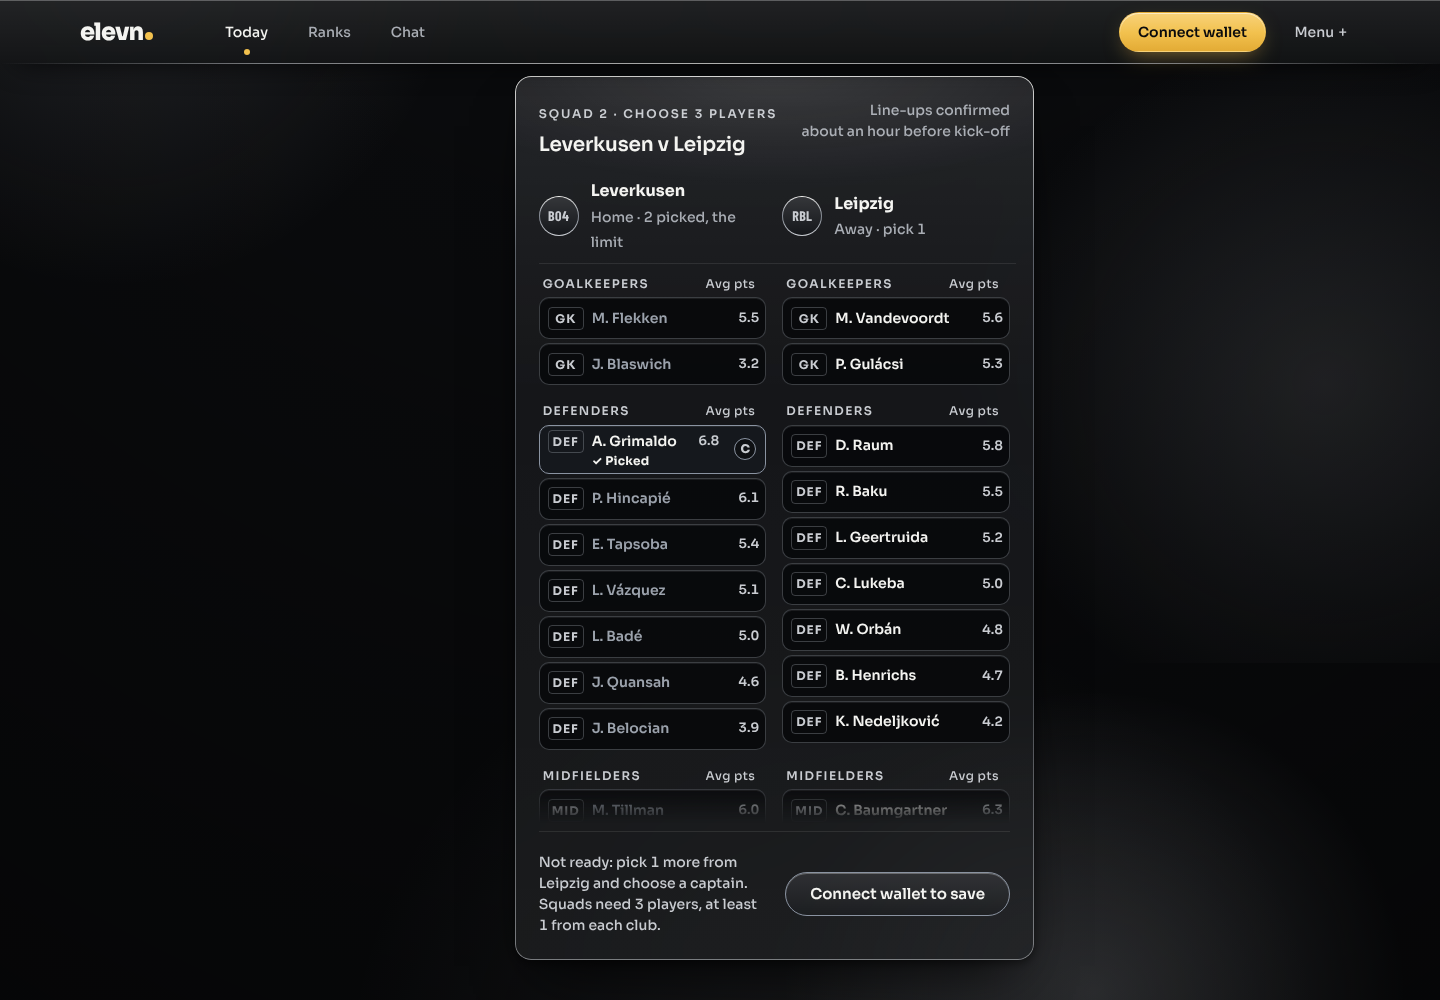 elevn.
Today
Ranks
Chat
Connect wallet
Menu +
SQUAD 2 · CHOOSE 3 PLAYERS
Leverkusen v Leipzig
Line-ups confirmed
about an hour before kick-off
B04
Leverkusen
Home · 2 picked, the
limit
RBL
Leipzig
Away · pick 1
GOALKEEPERS Avg pts
GK M. Flekken 5.5
GK J. Blaswich 3.2
DEFENDERS Avg pts
DEF A. Grimaldo 6.8 C
✓ Picked
DEF P. Hincapié 6.1
DEF E. Tapsoba 5.4
DEF L. Vázquez 5.1
DEF L. Badé 5.0
DEF J. Quansah 4.6
DEF J. Belocian 3.9
MIDFIELDERS Avg pts
MID M. Tillman 6.0
GOALKEEPERS Avg pts
GK M. Vandevoordt 5.6
GK P. Gulácsi 5.3
DEFENDERS Avg pts
DEF D. Raum 5.8
DEF R. Baku 5.5
DEF L. Geertruida 5.2
DEF C. Lukeba 5.0
DEF W. Orbán 4.8
DEF B. Henrichs 4.7
DEF K. Nedeljković 4.2
MIDFIELDERS Avg pts
MID C. Baumgartner 6.3
Not ready: pick 1 more from
Leipzig and choose a captain.
Squads need 3 players, at least
1 from each club.
Connect wallet to save